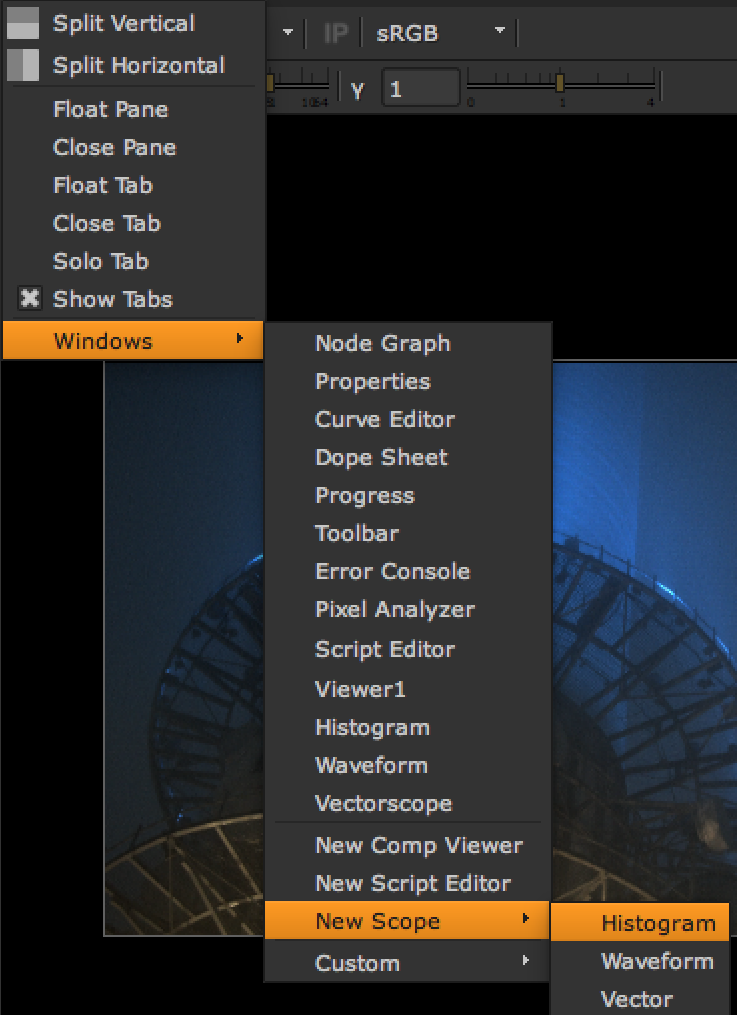 Split Vertical
IP sRGB
Split Horizontal
γ 1
0 1 4
Float Pane
Close Pane
Float Tab
Close Tab
Solo Tab
Show Tabs
Windows
Node Graph
Properties
Curve Editor
Dope Sheet
Progress
Toolbar
Error Console
Pixel Analyzer
Script Editor
Viewer1
Histogram
Waveform
Vectorscope
New Comp Viewer
New Script Editor
New Scope
Custom
Histogram
Waveform
Vector